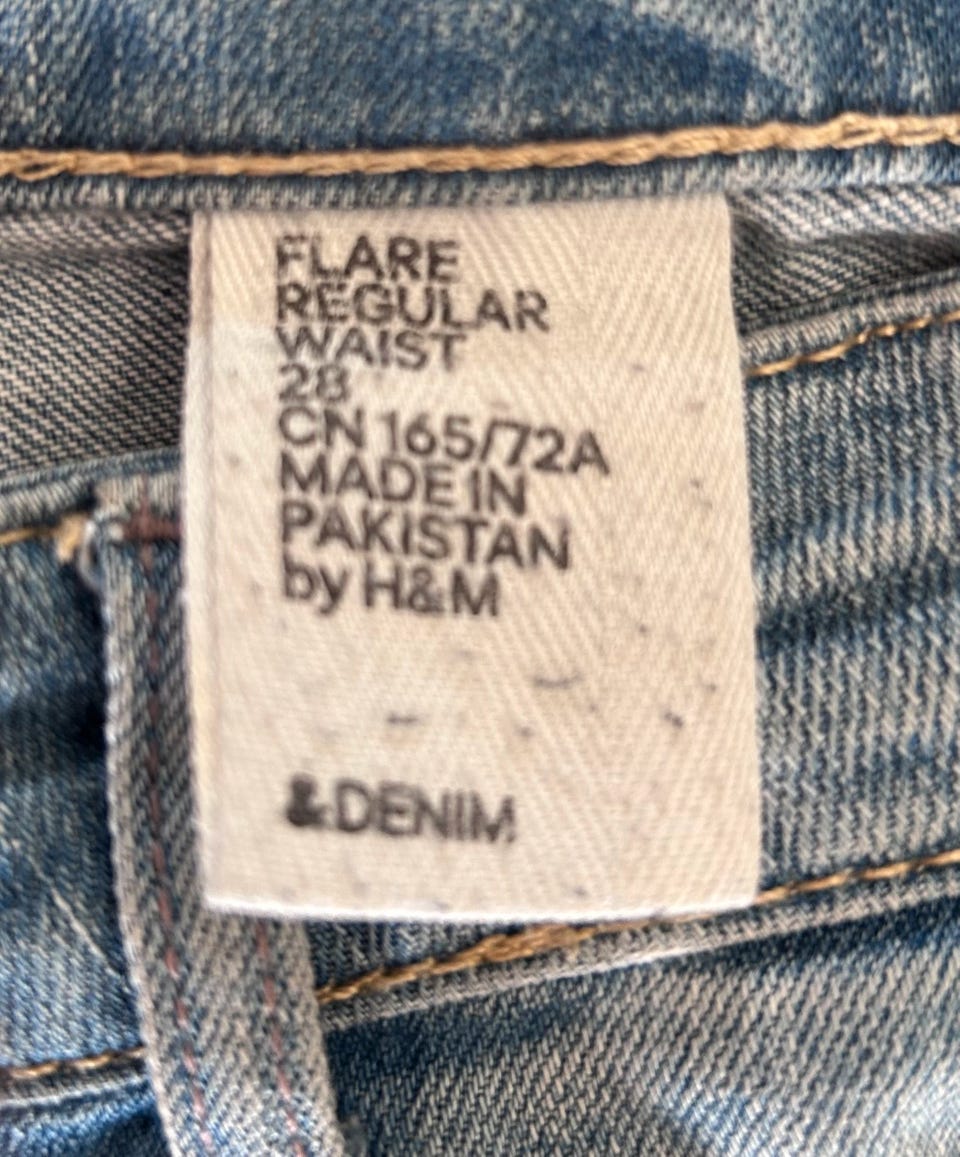 FLARE
REGULAR
WAIST
28
CN 165/72A
MADE IN
PAKISTAN
by H&M
&DENIM